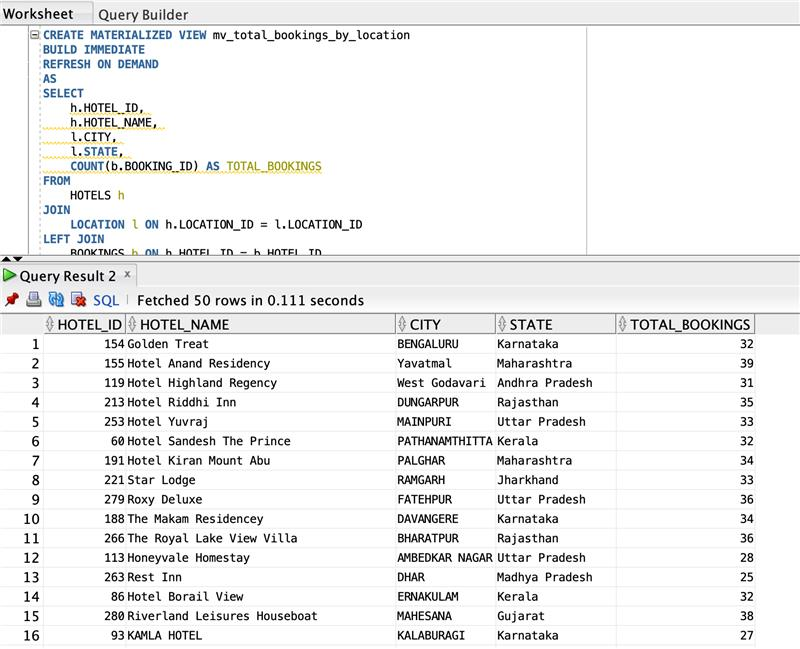 Worksheet Query Builder
CREATE MATERIALIZED VIEW mv_total_bookings_by_location
BUILD IMMEDIATE
REFRESH ON DEMAND
AS
SELECT
h.HOTEL_ID,
h.HOTEL_NAME,
l.CITY,
l.STATE,
COUNT(b.BOOKING_ID) AS TOTAL_BOOKINGS
FROM
HOTELS h
JOIN
LOCATION l ON h.LOCATION_ID = l.LOCATION_ID
LEFT JOIN
BOOKINGS b ON h.HOTEL_ID = b.HOTEL_ID
Query Result 2 x
SQL | Fetched 50 rows in 0.111 seconds
HOTEL_ID HOTEL_NAME CITY STATE TOTAL_BOOKINGS
1 154 Golden Treat BENGALURU Karnataka 32
2 155 Hotel Anand Residency Yavatmal Maharashtra 39
3 119 Hotel Highland Regency West Godavari Andhra Pradesh 31
4 213 Hotel Riddhi Inn DUNGARPUR Rajasthan 35
5 253 Hotel Yuvraj MAINPURI Uttar Pradesh 33
6 60 Hotel Sandesh The Prince PATHANAMTHITTA Kerala 32
7 191 Hotel Kiran Mount Abu PALGHAR Maharashtra 34
8 221 Star Lodge RAMGARH Jharkhand 33
9 279 Roxy Deluxe FATEHPUR Uttar Pradesh 36
10 188 The Makam Residencey DAVANGERE Karnataka 34
11 266 The Royal Lake View Villa BHARATPUR Rajasthan 36
12 113 Honeyvale Homestay AMBEDKAR NAGAR Uttar Pradesh 28
13 263 Rest Inn DHAR Madhya Pradesh 25
14 86 Hotel Borail View ERNAKULAM Kerala 32
15 280 Riverland Leisures Houseboat MAHESANA Gujarat 38
16 93 KAMLA HOTEL KALABURAGI Karnataka 27